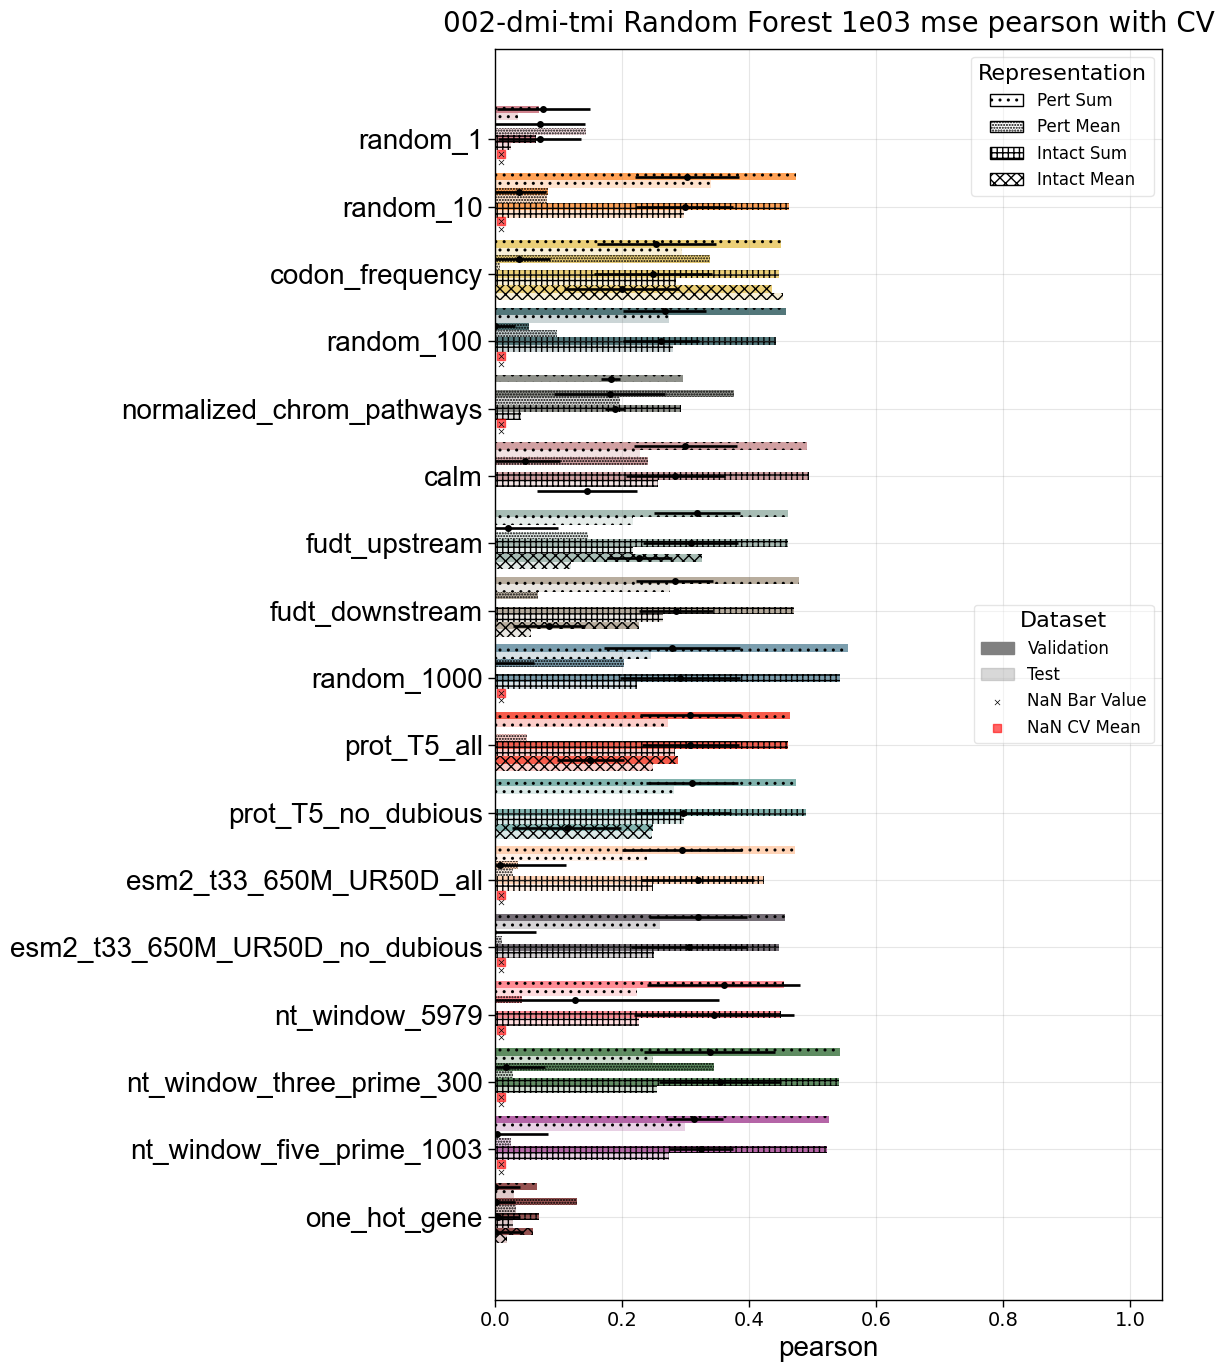 002-dmi-tmi Random Forest 1e03 mse pearson with CV
Representation
Pert Sum
Pert Mean
Intact Sum
Intact Mean
random_1
random_10
codon_frequency
random_100
normalized_chrom_pathways
calm
fudt_upstream
fudt_downstream
random_1000
prot_T5_all
prot_T5_no_dubious
esm2_t33_650M_UR50D_all
esm2_t33_650M_UR50D_no_dubious
nt_window_5979
nt_window_three_prime_300
nt_window_five_prime_1003
one_hot_gene
Dataset
Validation
Test
NaN Bar Value
NaN CV Mean
0.0 0.2 0.4 0.6 0.8 1.0
pearson